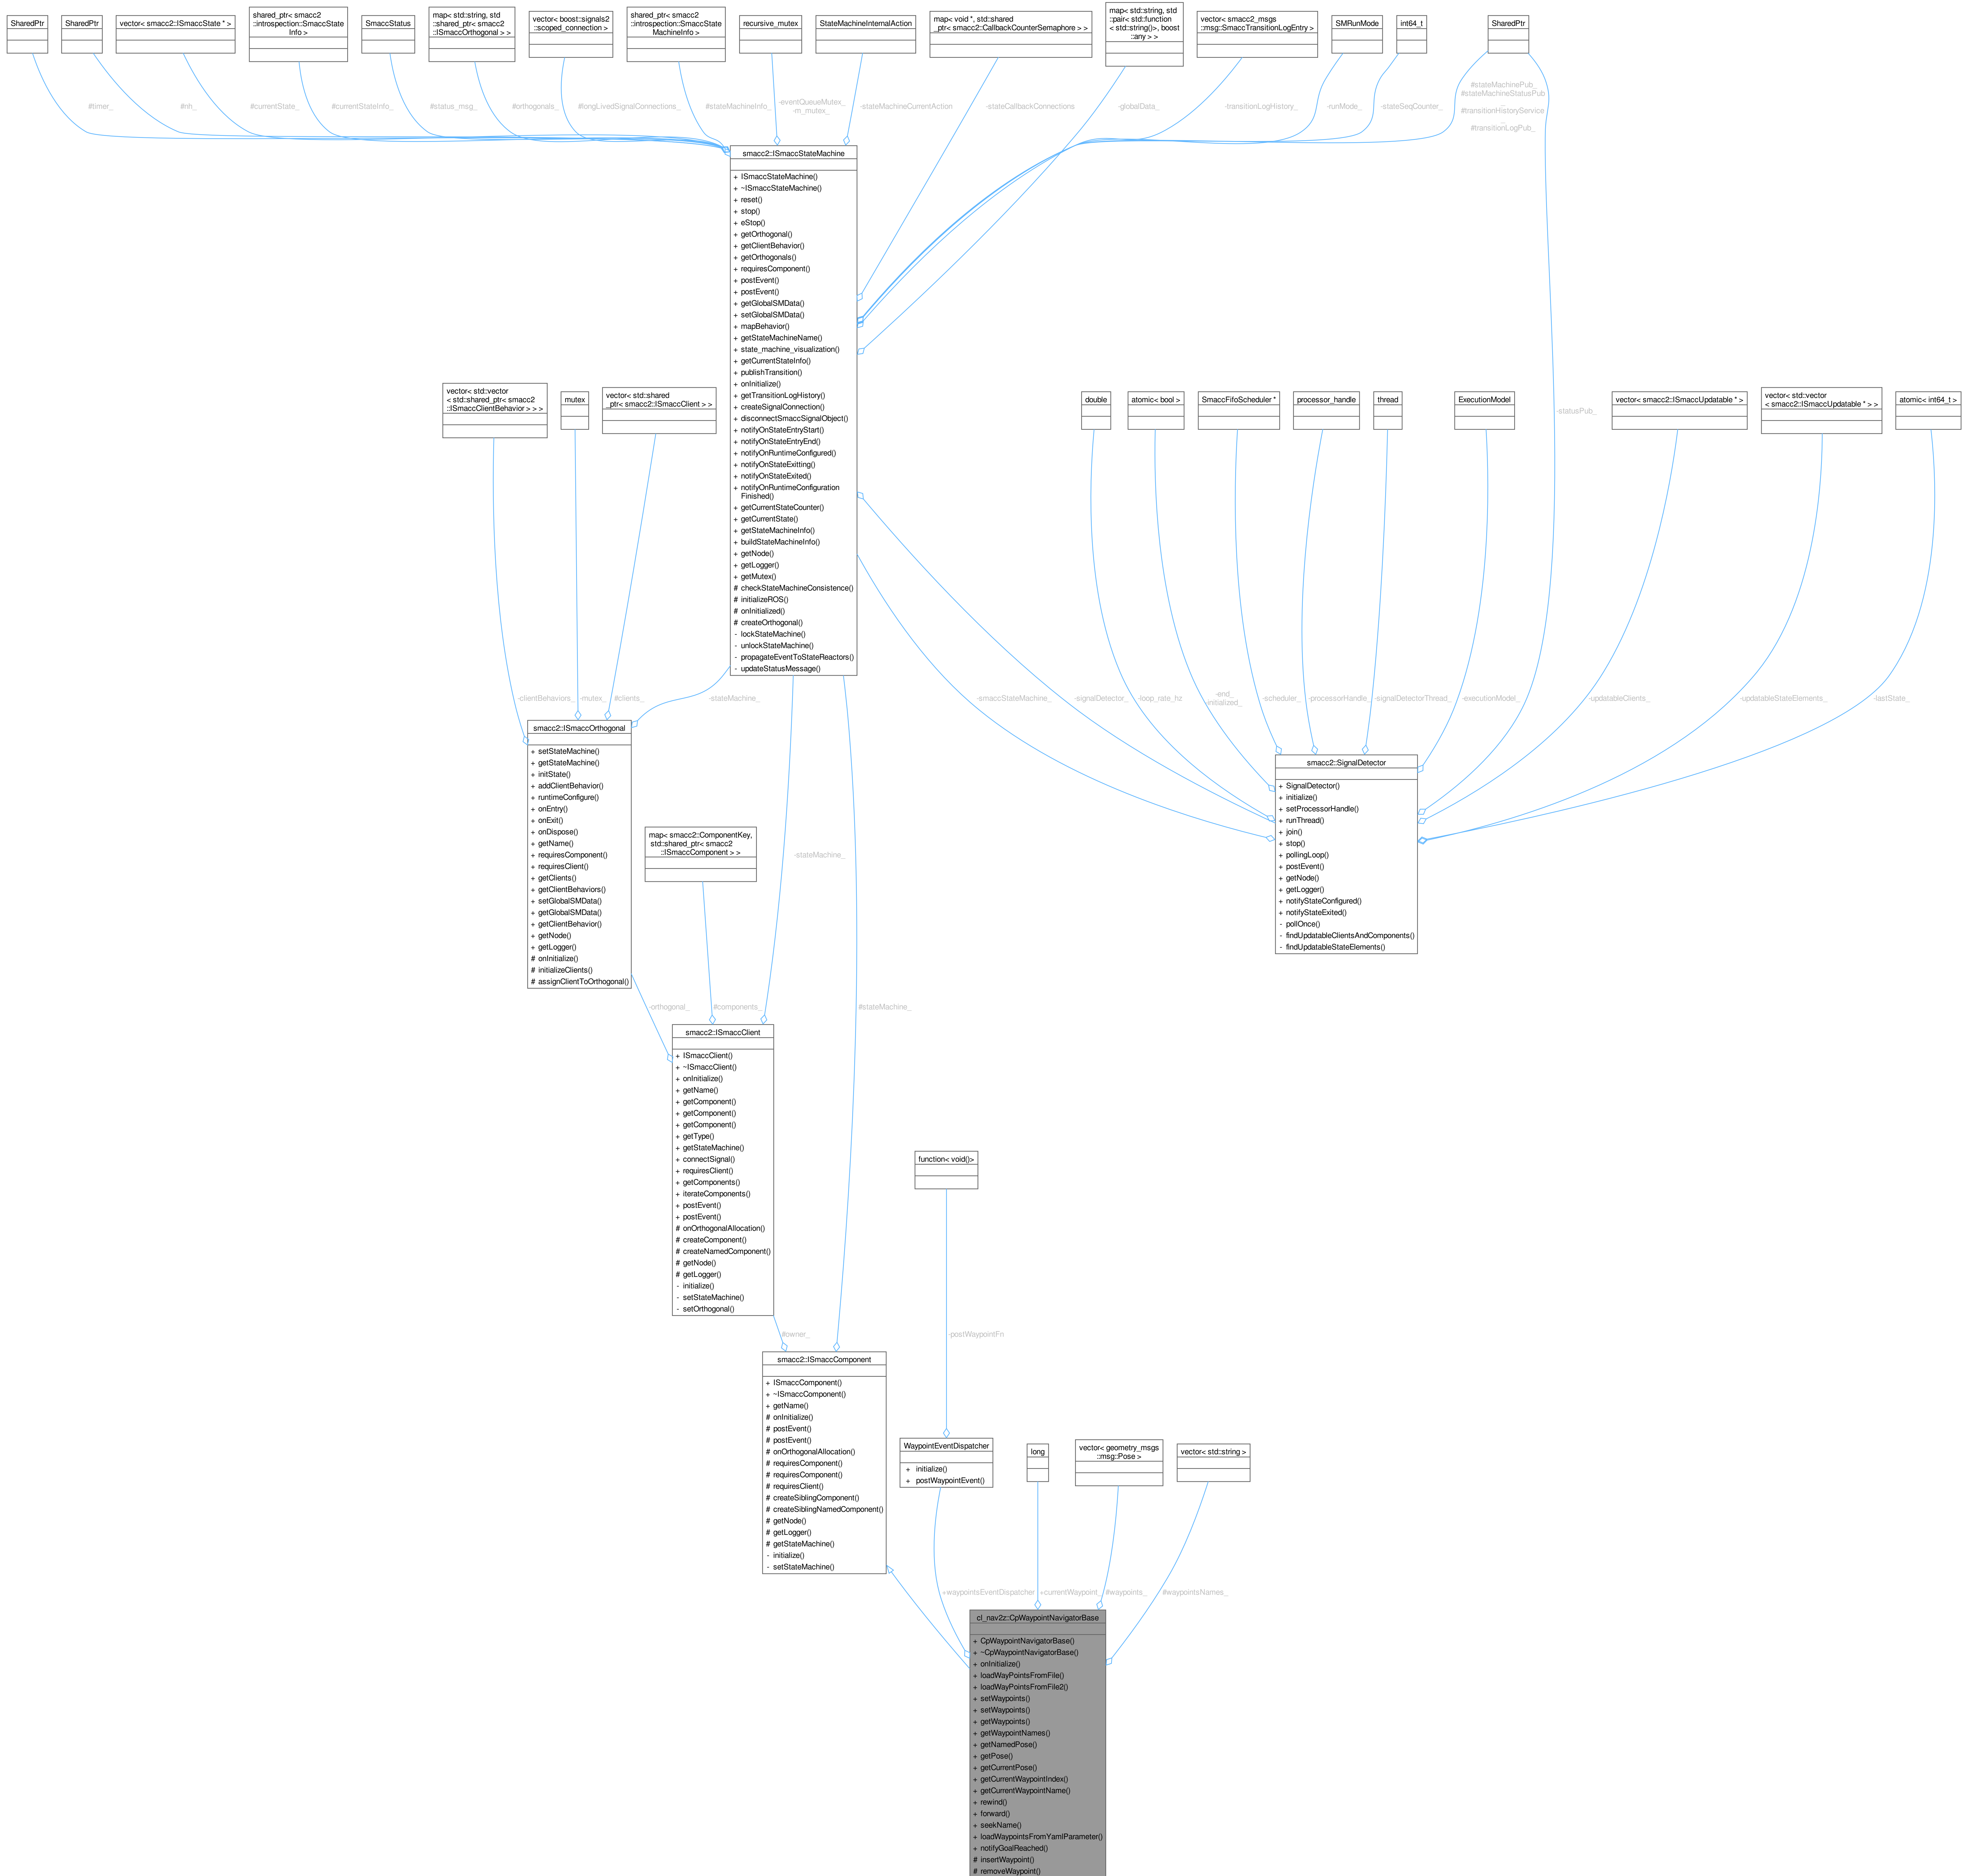 SharedPtr
SharedPtr
vector< smacc2::ISmaccState * >
shared_ptr< smacc2
::introspection::SmaccState
Info >
SmaccStatus
map< std::string, std
::shared_ptr< smacc2
::ISmaccOrthogonal > >
vector< boost::signals2
::scoped_connection >
shared_ptr< smacc2
::introspection::SmaccState
MachineInfo >
recursive_mutex
StateMachineInternalAction
map< void *, std::shared
_ptr< smacc2::CallbackCounterSemaphore > >
map< std::string, std
::pair< std::function
< std::string()>, boost
::any > >
vector< smacc2_msgs
::msg::SmaccTransitionLogEntry >
SMRunMode
int64_t
SharedPtr
#timer_
#nh_
#currentState_
#currentStateInfo_
#status_msg_
#orthogonals_
#longLivedSignalConnections_
#stateMachineInfo_
-eventQueueMutex_
-m_mutex_
-stateMachineCurrentAction
-stateCallbackConnections
-globalData_
-transitionLogHistory_
-runMode_
-stateSeqCounter_
#stateMachinePub_
#stateMachineStatusPub
_
#transitionHistoryService
_
#transitionLogPub_
smacc2::ISmaccStateMachine
+ ISmaccStateMachine()
+ ~ISmaccStateMachine()
+ reset()
+ stop()
+ eStop()
+ getOrthogonal()
+ getClientBehavior()
+ getOrthogonals()
+ requiresComponent()
+ postEvent()
+ postEvent()
+ getGlobalSMData()
+ setGlobalSMData()
+ mapBehavior()
+ getStateMachineName()
+ state_machine_visualization()
+ getCurrentStateInfo()
+ publishTransition()
+ onInitialize()
+ getTransitionLogHistory()
+ createSignalConnection()
+ disconnectSmaccSignalObject()
+ notifyOnStateEntryStart()
+ notifyOnStateEntryEnd()
+ notifyOnRuntimeConfigured()
+ notifyOnStateExitting()
+ notifyOnStateExited()
+ notifyOnRuntimeConfiguration
Finished()
+ getCurrentStateCounter()
+ getCurrentState()
+ getStateMachineInfo()
+ buildStateMachineInfo()
+ getNode()
+ getLogger()
+ getMutex()
# checkStateMachineConsistence()
# initializeROS()
# onInitialized()
# createOrthogonal()
- lockStateMachine()
- unlockStateMachine()
- propagateEventToStateReactors()
- updateStatusMessage()
vector< std::vector
< std::shared_ptr< smacc2
::ISmaccClientBehavior > > >
mutex
vector< std::shared
_ptr< smacc2::ISmaccClient > >
double
atomic< bool >
SmaccFifoScheduler *
processor_handle
thread
ExecutionModel
-statusPub_
vector< smacc2::ISmaccUpdatable * >
vector< std::vector
< smacc2::ISmaccUpdatable * > >
atomic< int64_t >
-clientBehaviors_
-mutex_
#clients_
-stateMachine_
-smaccStateMachine_
-signalDetector_
-loop_rate_hz
-end_
-initialized_
-scheduler_
-processorHandle_
-signalDetectorThread_
-executionModel_
-updatableClients_
-updatableStateElements_
-lastState_
smacc2::ISmaccOrthogonal
+ setStateMachine()
+ getStateMachine()
+ initState()
+ addClientBehavior()
+ runtimeConfigure()
+ onEntry()
+ onExit()
+ onDispose()
+ getName()
+ requiresComponent()
+ requiresClient()
+ getClients()
+ getClientBehaviors()
+ setGlobalSMData()
+ getGlobalSMData()
+ getClientBehavior()
+ getNode()
+ getLogger()
# onInitialize()
# initializeClients()
# assignClientToOrthogonal()
smacc2::SignalDetector
+ SignalDetector()
+ initialize()
+ setProcessorHandle()
+ runThread()
+ join()
+ stop()
+ pollingLoop()
+ postEvent()
+ getNode()
+ getLogger()
+ notifyStateConfigured()
+ notifyStateExited()
- pollOnce()
- findUpdatableClientsAndComponents()
- findUpdatableStateElements()
map< smacc2::ComponentKey,
std::shared_ptr< smacc2
::ISmaccComponent > >
-stateMachine_
-orthogonal_
#components_
#stateMachine_
smacc2::ISmaccClient
+ ISmaccClient()
+ ~ISmaccClient()
+ onInitialize()
+ getName()
+ getComponent()
+ getComponent()
+ getComponent()
+ getType()
+ getStateMachine()
+ connectSignal()
+ requiresClient()
+ getComponents()
+ iterateComponents()
+ postEvent()
+ postEvent()
# onOrthogonalAllocation()
# createComponent()
# createNamedComponent()
# getNode()
# getLogger()
- initialize()
- setStateMachine()
- setOrthogonal()
function< void()>
#owner_
-postWaypointFn
smacc2::ISmaccComponent
+ ISmaccComponent()
+ ~ISmaccComponent()
+ getName()
# onInitialize()
# postEvent()
# postEvent()
# onOrthogonalAllocation()
# requiresComponent()
# requiresComponent()
# requiresClient()
# createSiblingComponent()
# createSiblingNamedComponent()
# getNode()
# getLogger()
# getStateMachine()
- initialize()
- setStateMachine()
WaypointEventDispatcher
+ initialize()
+ postWaypointEvent()
long
vector< geometry_msgs
::msg::Pose >
vector< std::string >
+waypointsEventDispatcher
+currentWaypoint_
#waypoints_
#waypointsNames_
cl_nav2z::CpWaypointNavigatorBase
+ CpWaypointNavigatorBase()
+ ~CpWaypointNavigatorBase()
+ onInitialize()
+ loadWayPointsFromFile()
+ loadWayPointsFromFile2()
+ setWaypoints()
+ setWaypoints()
+ getWaypoints()
+ getWaypointNames()
+ getNamedPose()
+ getPose()
+ getCurrentPose()
+ getCurrentWaypointIndex()
+ getCurrentWaypointName()
+ rewind()
+ forward()
+ seekName()
+ loadWaypointsFromYamlParameter()
+ notifyGoalReached()
# insertWaypoint()
# removeWaypoint()